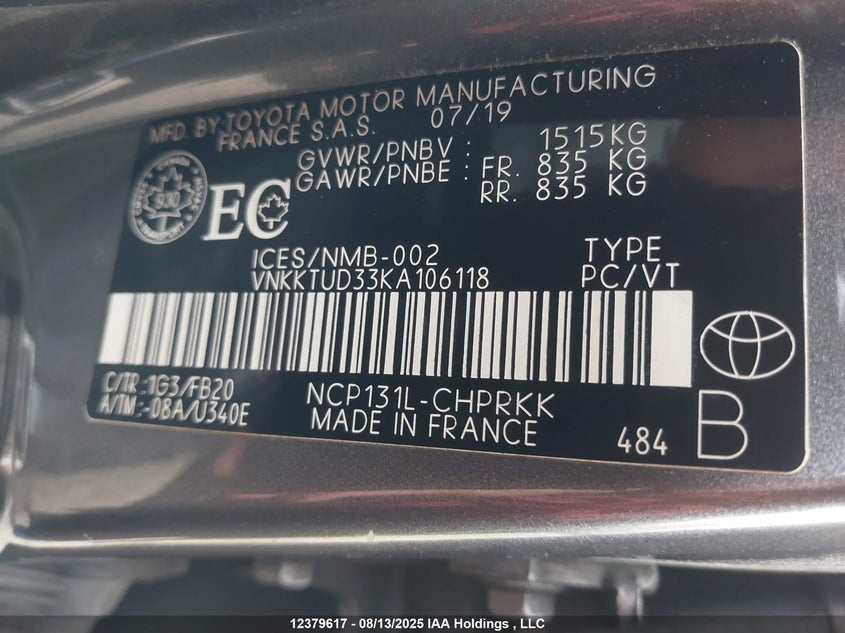 MFD. BY TOYOTA MOTOR MANUFACTURING
FRANCE S.A.S. 07/19
GVWR/PNBV : 1515KG
GAWR/PNBE : FR. 835 KG
RR. 835 KG
EC
ICES/NMB-002 TYPE
VNKKTUD33KA106118 PC/VT
C/TR:1G3/FB20 NCP131L-CHPRKK
A/TM:-08A/U340E MADE IN FRANCE
484 B
12379617 - 08/13/2025 IAA Holdings , LLC